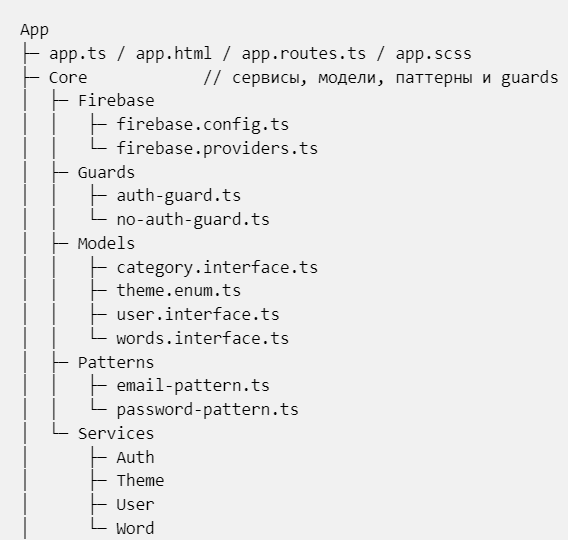 App
├─ app.ts / app.html / app.routes.ts / app.scss
├─ Core            // сервисы, модели, паттерны и guards
│  ├─ Firebase
│  │   ├─ firebase.config.ts
│  │   └─ firebase.providers.ts
│  ├─ Guards
│  │   ├─ auth-guard.ts
│  │   └─ no-auth-guard.ts
│  ├─ Models
│  │   ├─ category.interface.ts
│  │   ├─ theme.enum.ts
│  │   ├─ user.interface.ts
│  │   └─ words.interface.ts
│  ├─ Patterns
│  │   ├─ email-pattern.ts
│  │   └─ password-pattern.ts
│  └─ Services
│      ├─ Auth
│      ├─ Theme
│      ├─ User
│      └─ Word